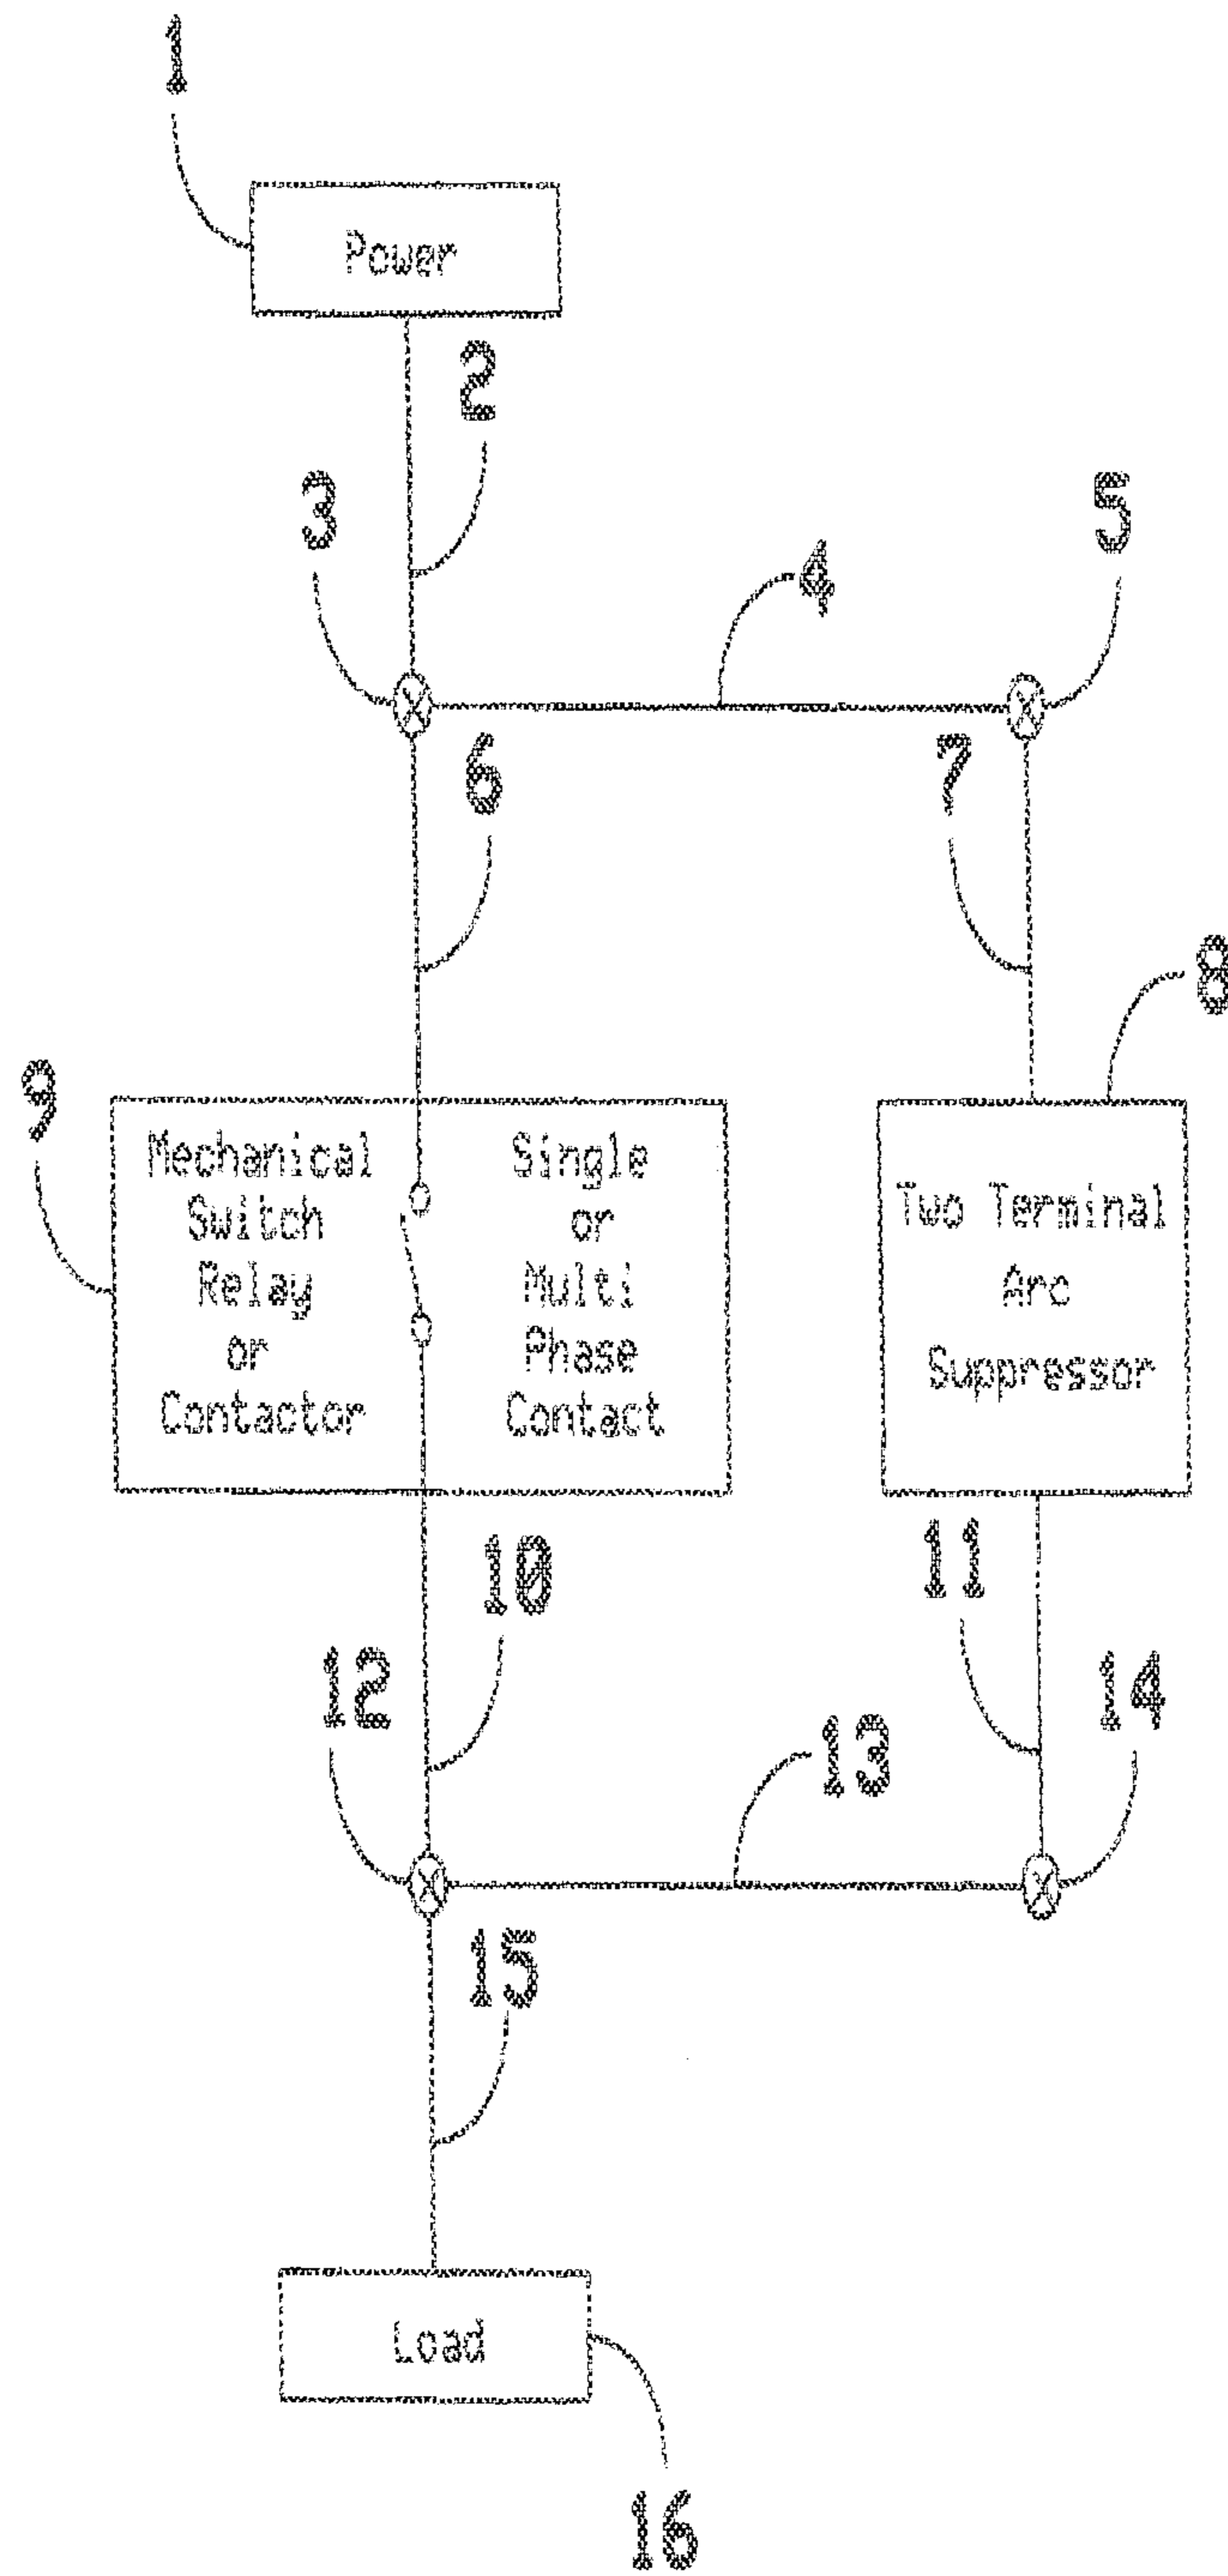 1
Power
2
3
5
4
6
7
8
9
Mechanical
Switch
Relay
or
Contactor
Single
or
Multi
Phase
Contact
Two Terminal
Arc
Suppressor
10
11
12
14
13
15
Load
16